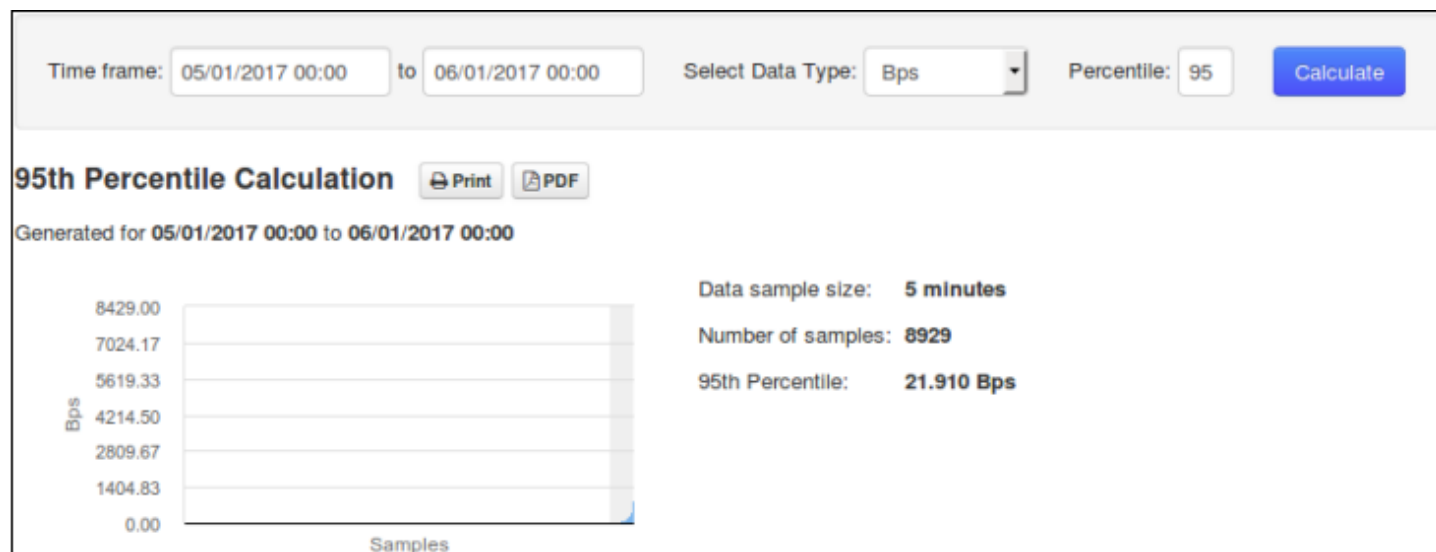 Time frame: 05/01/2017 00:00 to 06/01/2017 00:00 Select Data Type: Bps Percentile: 95 Calculate
95th Percentile Calculation Print PDF
Generated for 05/01/2017 00:00 to 06/01/2017 00:00
Data sample size: 5 minutes
Number of samples: 8929
95th Percentile: 21.910 Bps
8429.00
7024.17
5619.33
4214.50
2809.67
1404.83
0.00
Bps
Samples